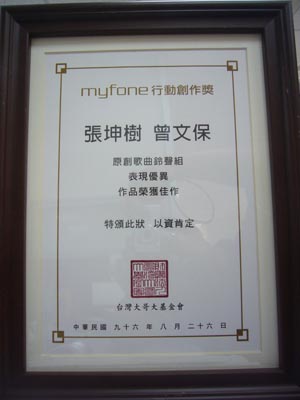 myfone行動創作獎
張坤樹 曾文保
原創歌曲鈴聲組
表現優異
作品榮獲佳作
特頒此狀 以資肯定
台灣大哥大基金會
中華民國 九十六 年 八 月 二十六 日